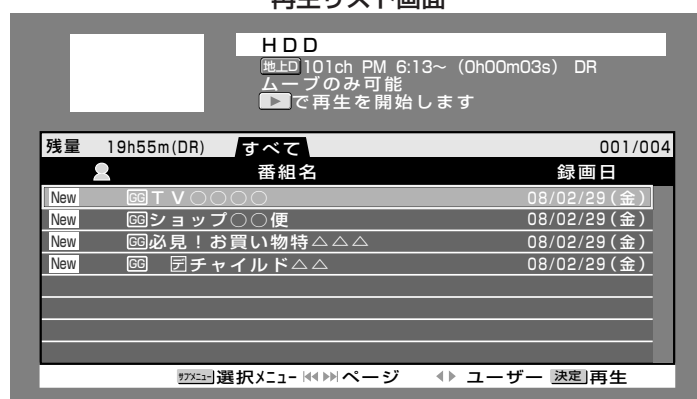 再生リスト画面
HDD
地上D 101ch PM 6:13～（0h00m03s） DR
ムーブのみ可能
▶で再生を開始します
残量 19h55m(DR) すべて 001/004
番組名 録画日
New GG TV○○○○ 08/02/29(金)
New GG ショップ○○便 08/02/29(金)
New GG 必見！お買い物特△△△ 08/02/29(金)
New GG デ チャイルド△△ 08/02/29(金)
サブメニュー 選択メニュー ⏮⏭ ページ ◀▶ ユーザー 決定 再生